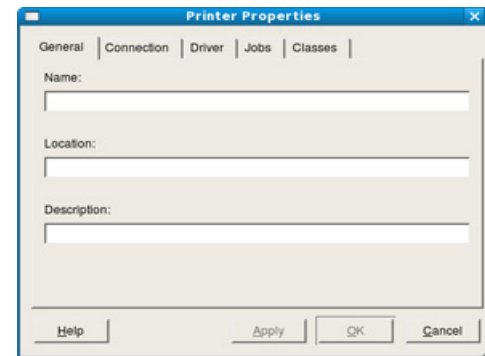 Printer Properties
General Connection Driver Jobs Classes
Name:
Location:
Description:
Help Apply OK Cancel